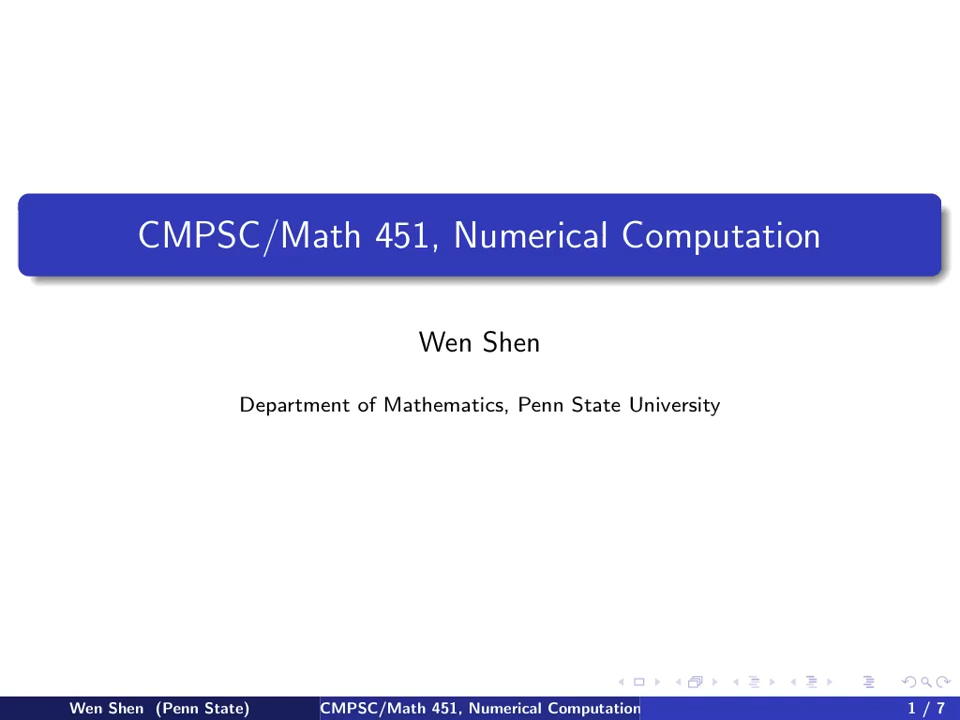 CMPSC/Math 451, Numerical Computation
Wen Shen
Department of Mathematics, Penn State University
Wen Shen (Penn State) CMPSC/Math 451, Numerical Computation 1 / 7